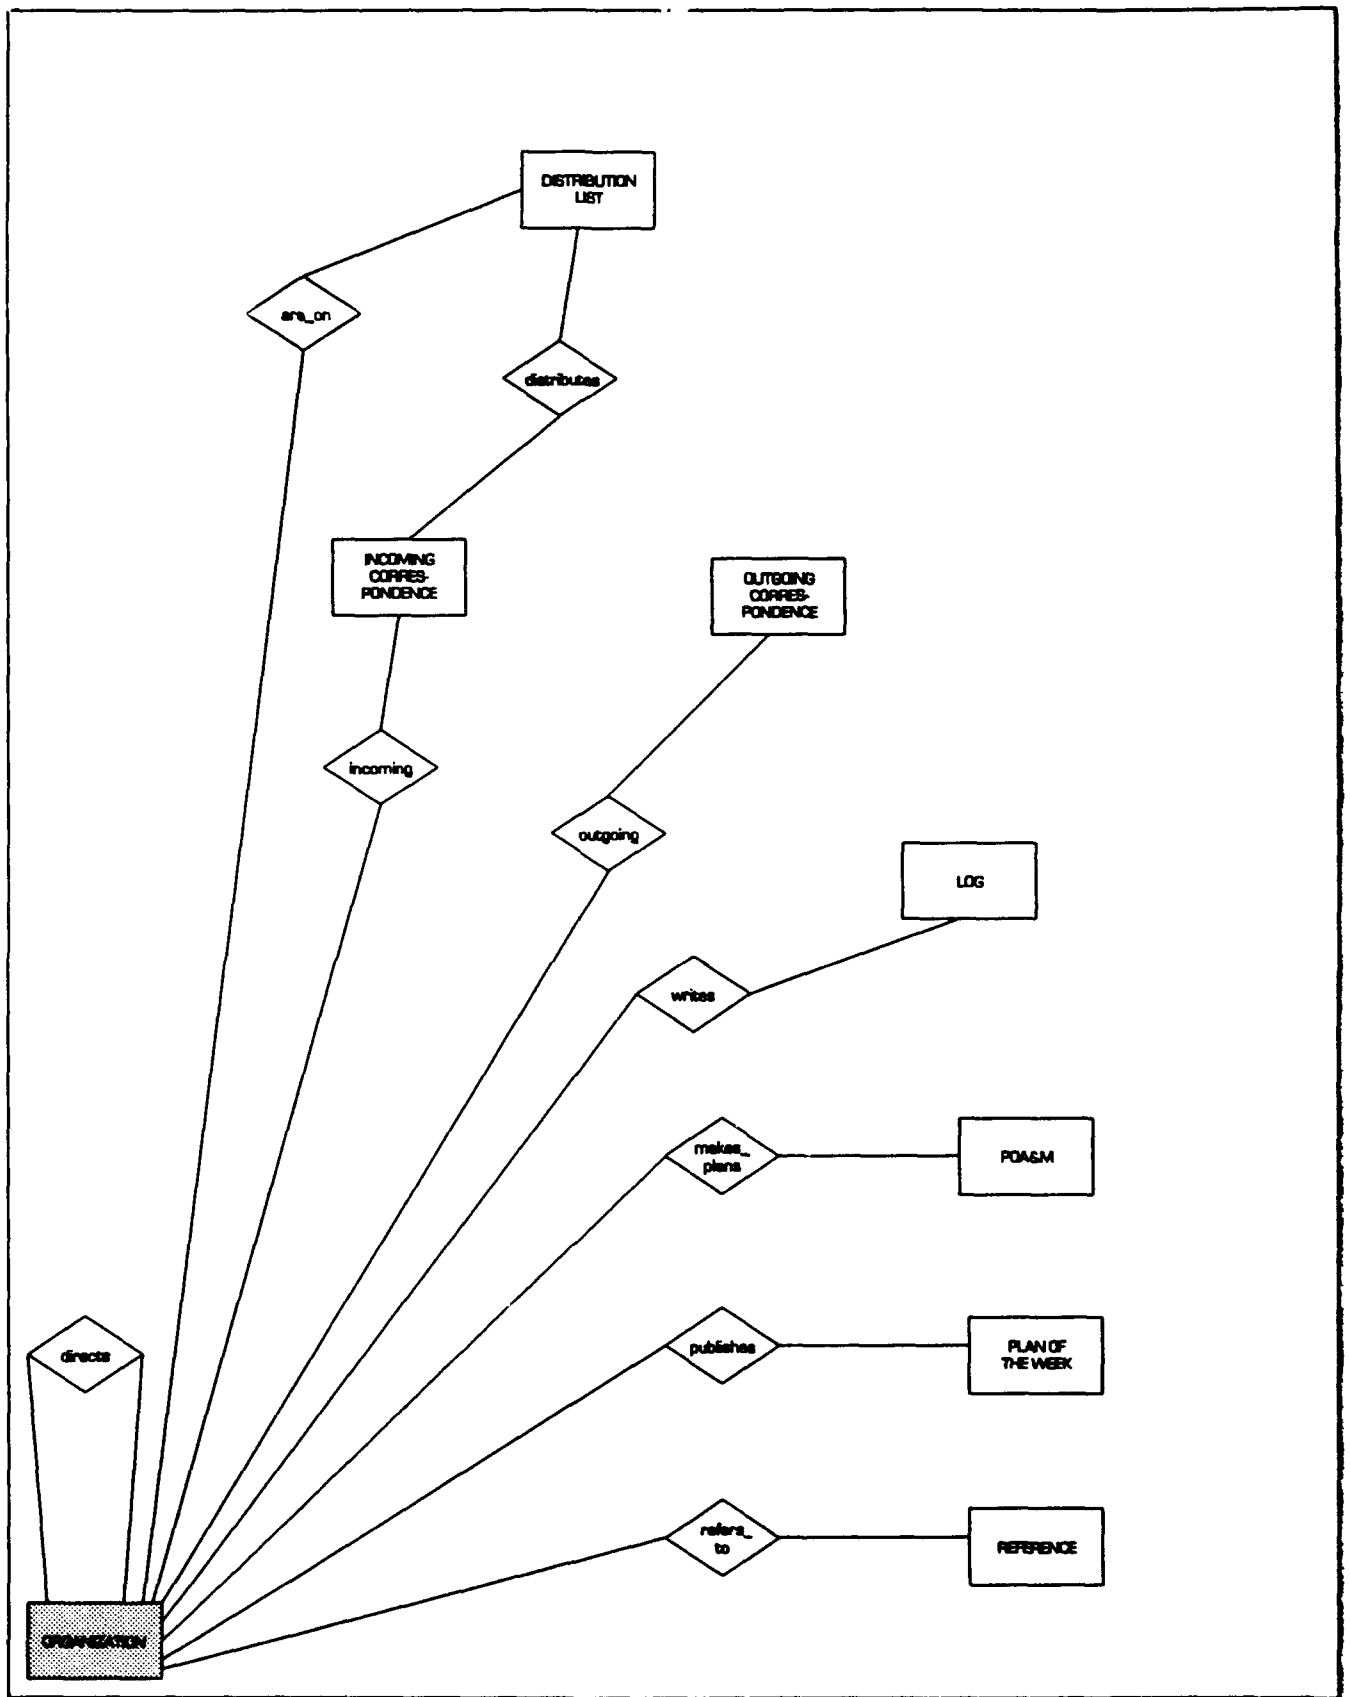 DISTRIBUTION
LIST
are_on
distributes
INCOMING
CORRES-
PONDENCE
OUTGOING
CORRES-
PONDENCE
incoming
outgoing
LOG
writes
makes_
plans
POA&M
directs
publishes
PLAN OF
THE WEEK
refers_
to
REFERENCE
ORGANIZATION